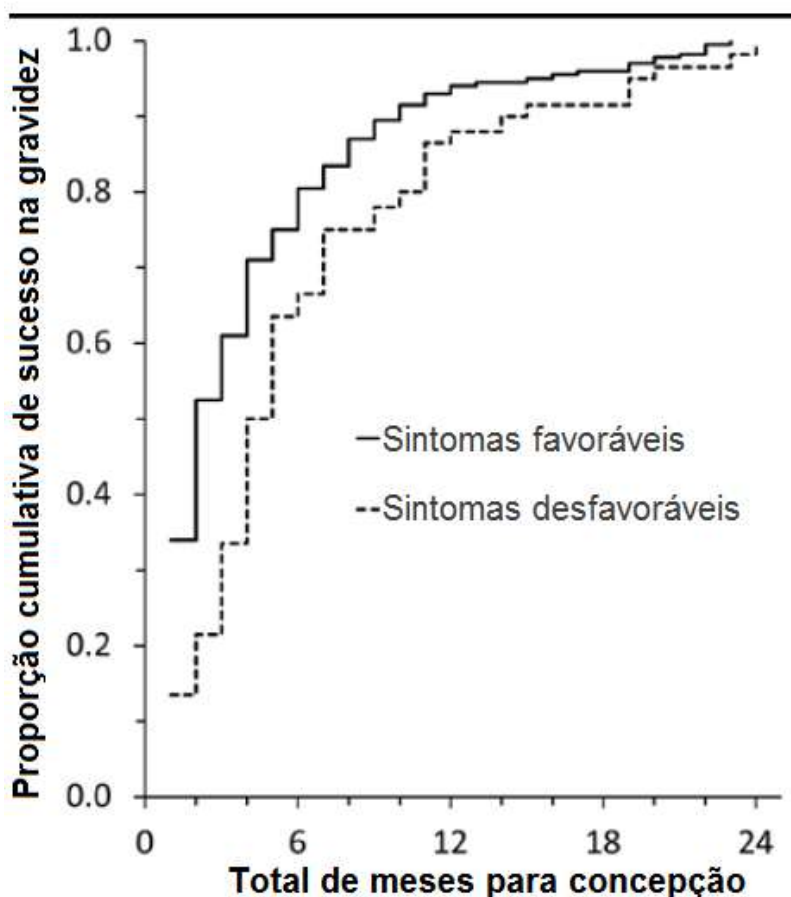 Proporção cumulativa de sucesso na gravidez
1.0
0.8
0.6
0.4
0.2
0.0
Sintomas favoráveis
Sintomas desfavoráveis
0 6 12 18 24
Total de meses para concepção